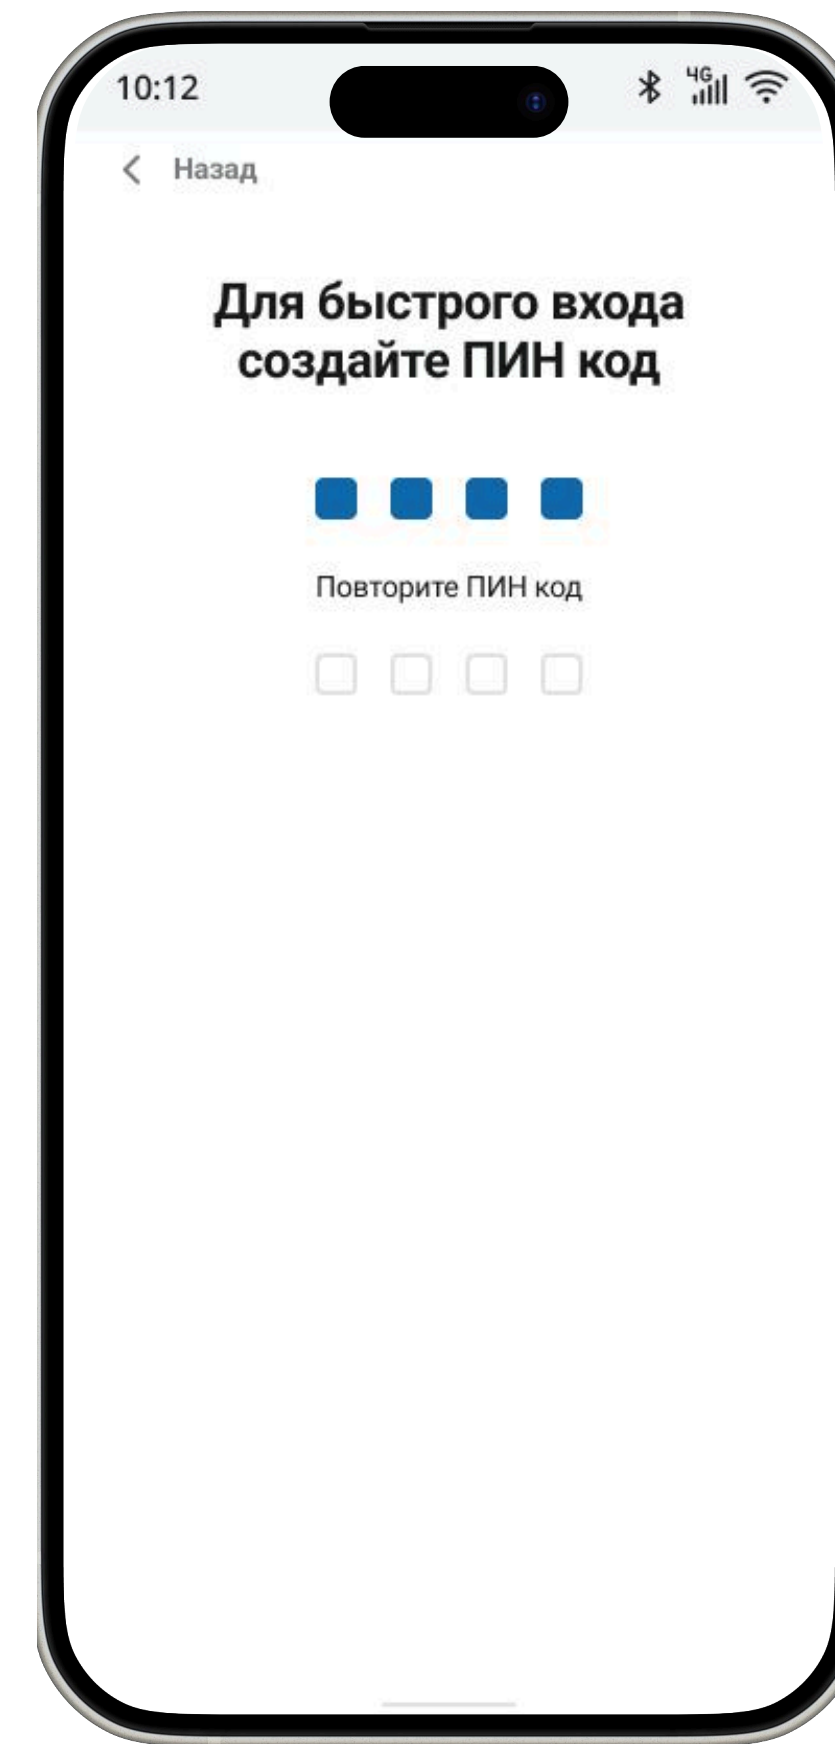 10:12
4G
Назад
Для быстрого входа
создайте ПИН код
Повторите ПИН код